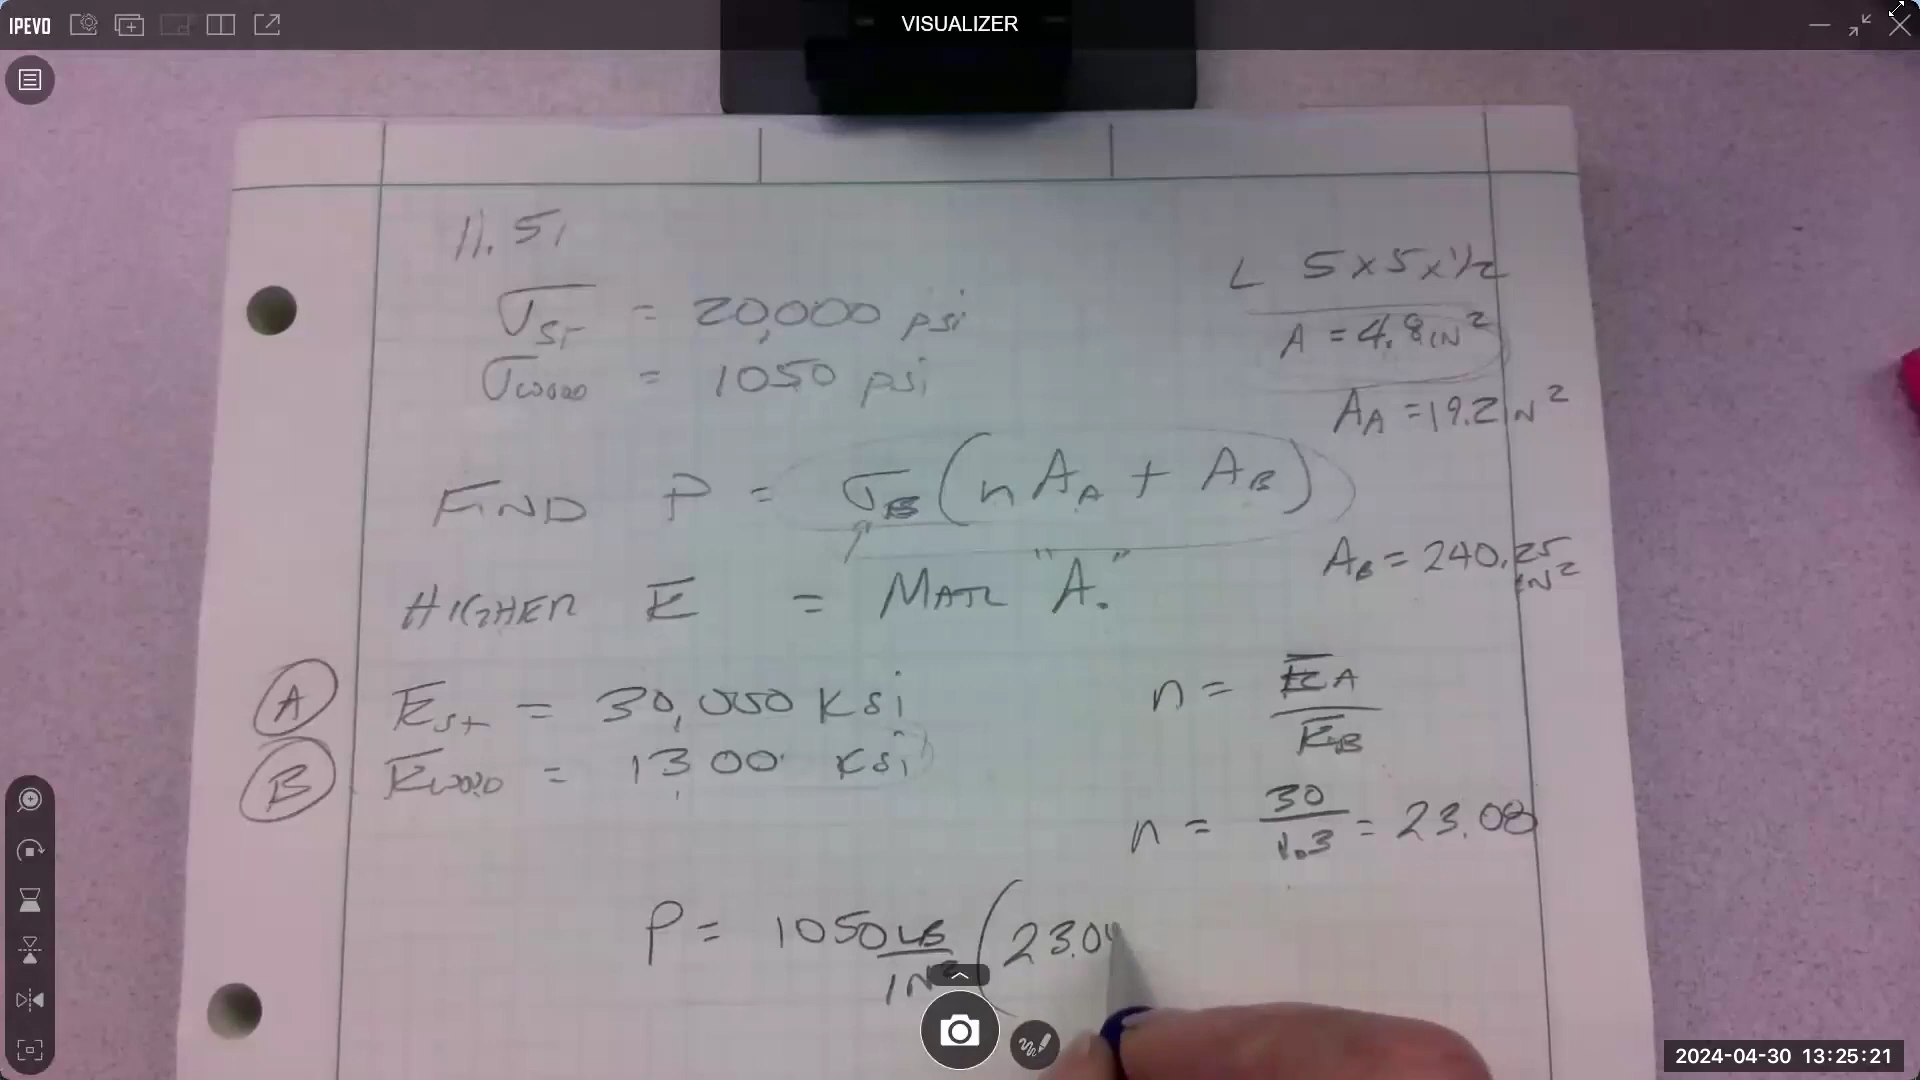 IPEVO
VISUALIZER
11.51
σST = 20,000 psi
σWOOD = 1050 psi
L 5x5x1/2
A = 4.8 IN²
AA = 19.2 IN²
FIND P = σB (n AA + AB)
AB = 240.25 IN²
HIGHER E = MATL "A."
A EST = 30,000 Ksi
B EWOOD = 1300 Ksi
n = EA / EB
n = 30 / 1.3 = 23.08
P = 1050 LB / IN² (23.0
2024-04-30 13:25:21